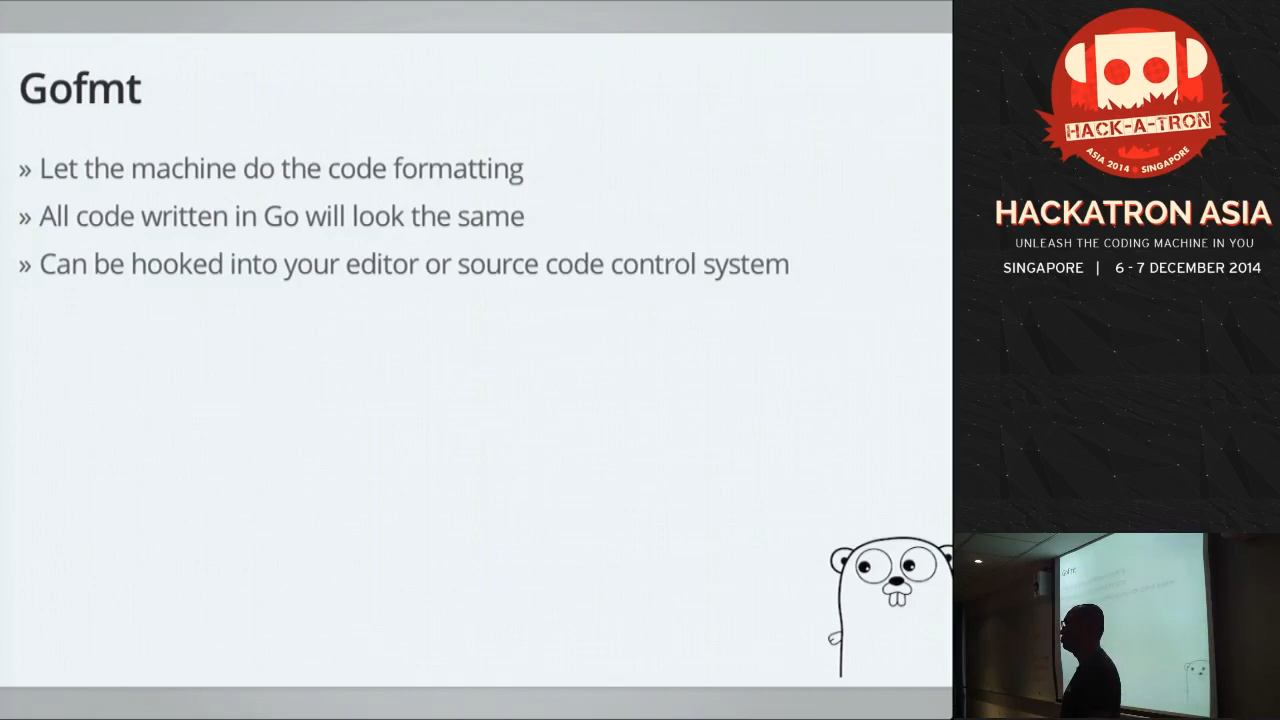 Gofmt
» Let the machine do the code formatting
» All code written in Go will look the same
» Can be hooked into your editor or source code control system
HACK-A-TRON
ASIA 2014 SINGAPORE
HACKATRON ASIA
UNLEASH THE CODING MACHINE IN YOU
SINGAPORE | 6 - 7 DECEMBER 2014
Gofmt